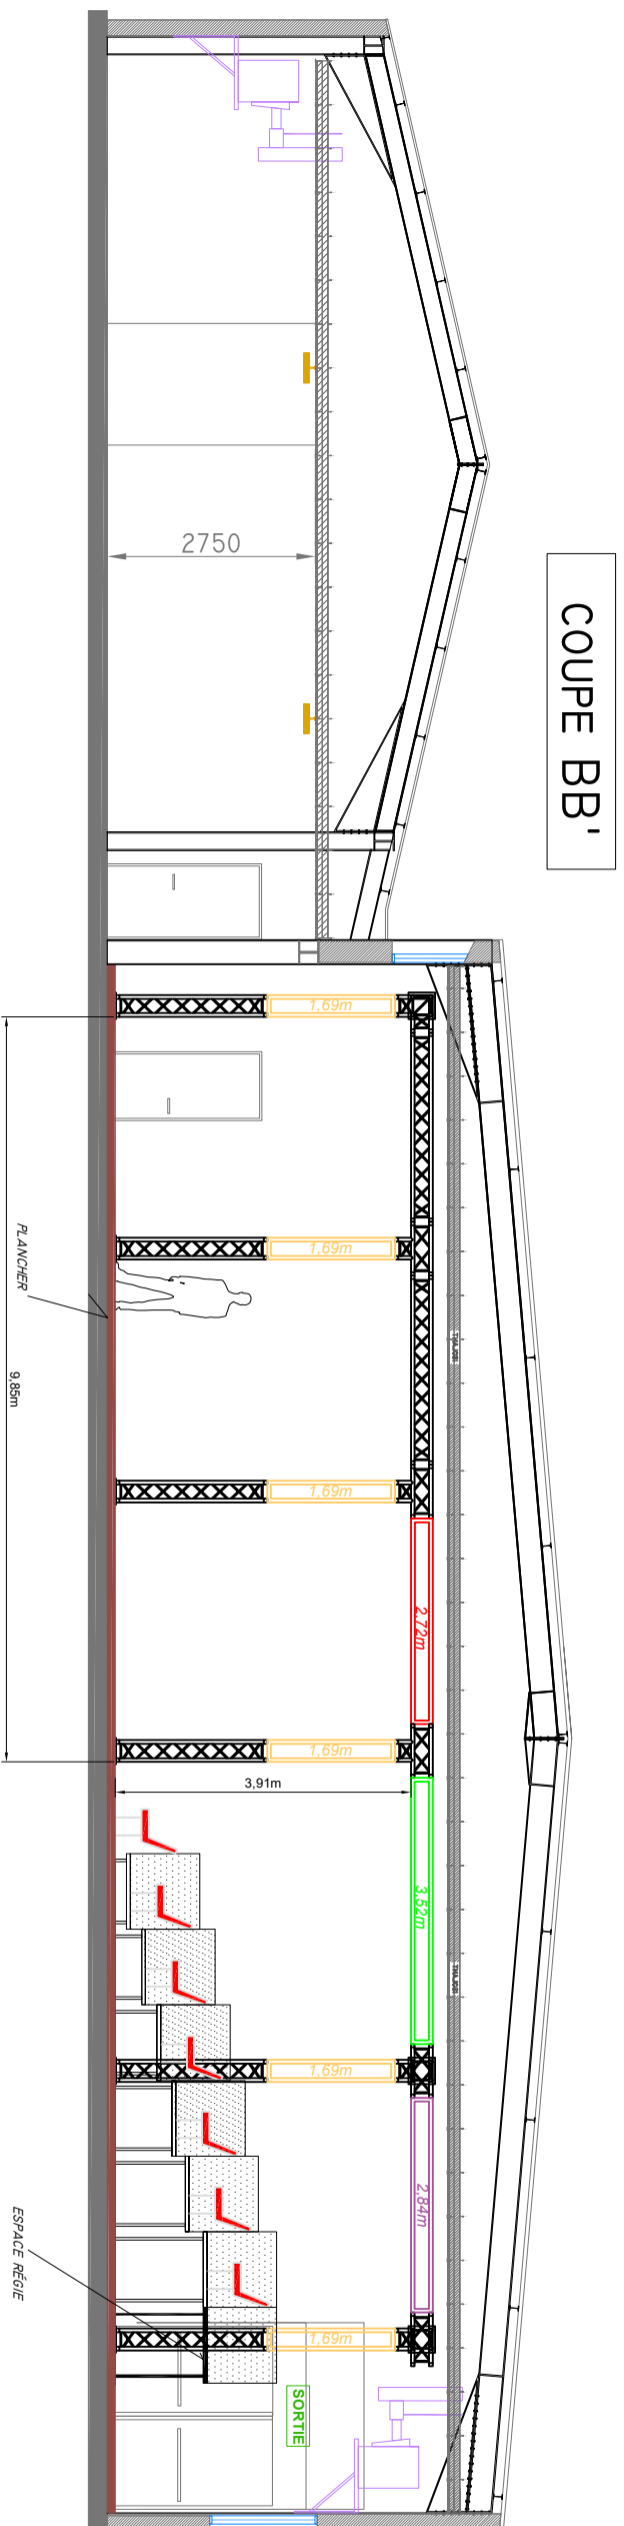 COUPE BB'
2750
1,69m
1,69m
1,69m
2,72m
1,69m
3,91m
3,52m
1,69m
2,84m
1,69m
SORTIE
PLANCHER
9,85m
ESPACE RÉGIE